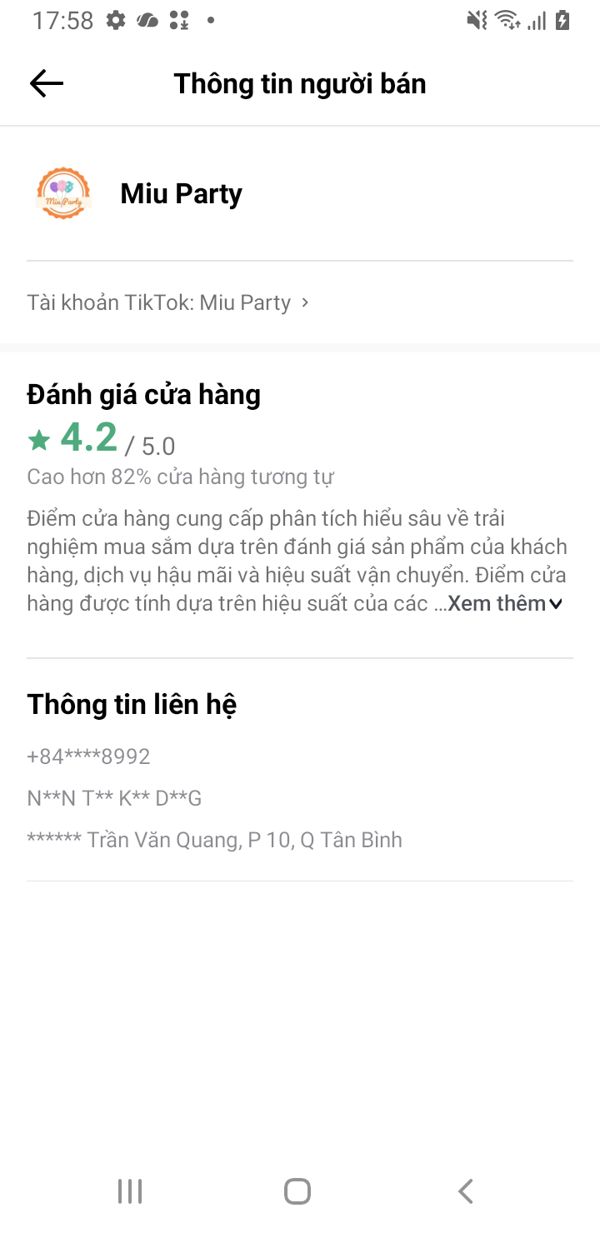 17:58
Thông tin người bán
Miu Party
Miu Party
Tài khoản TikTok: Miu Party >
Đánh giá cửa hàng
4.2 / 5.0
Cao hơn 82% cửa hàng tương tự
Điểm cửa hàng cung cấp phân tích hiểu sâu về trải
nghiệm mua sắm dựa trên đánh giá sản phẩm của khách
hàng, dịch vụ hậu mãi và hiệu suất vận chuyển. Điểm cửa
hàng được tính dựa trên hiệu suất của các ...Xem thêm
Thông tin liên hệ
+84****8992
N**N T** K** D**G
****** Trần Văn Quang, P 10, Q Tân Bình